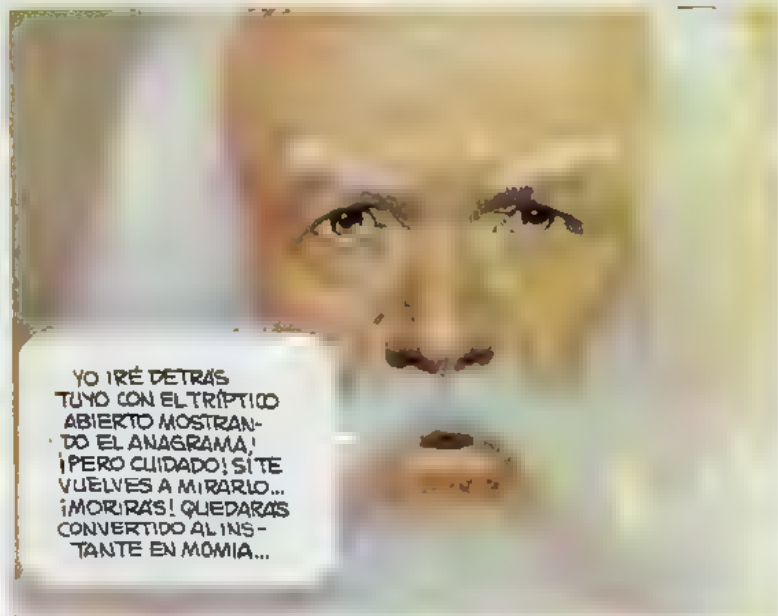 YO IRÉ DETRÁS
TUYO CON EL TRÍPTICO
ABIERTO MOSTRAN-
DO EL ANAGRAMA!
¡PERO CUIDADO! SI TE
VUELVES A MIRARLO...
¡MORIRÁS! QUEDARÁS
CONVERTIDO AL INS-
TANTE EN MOMIA...